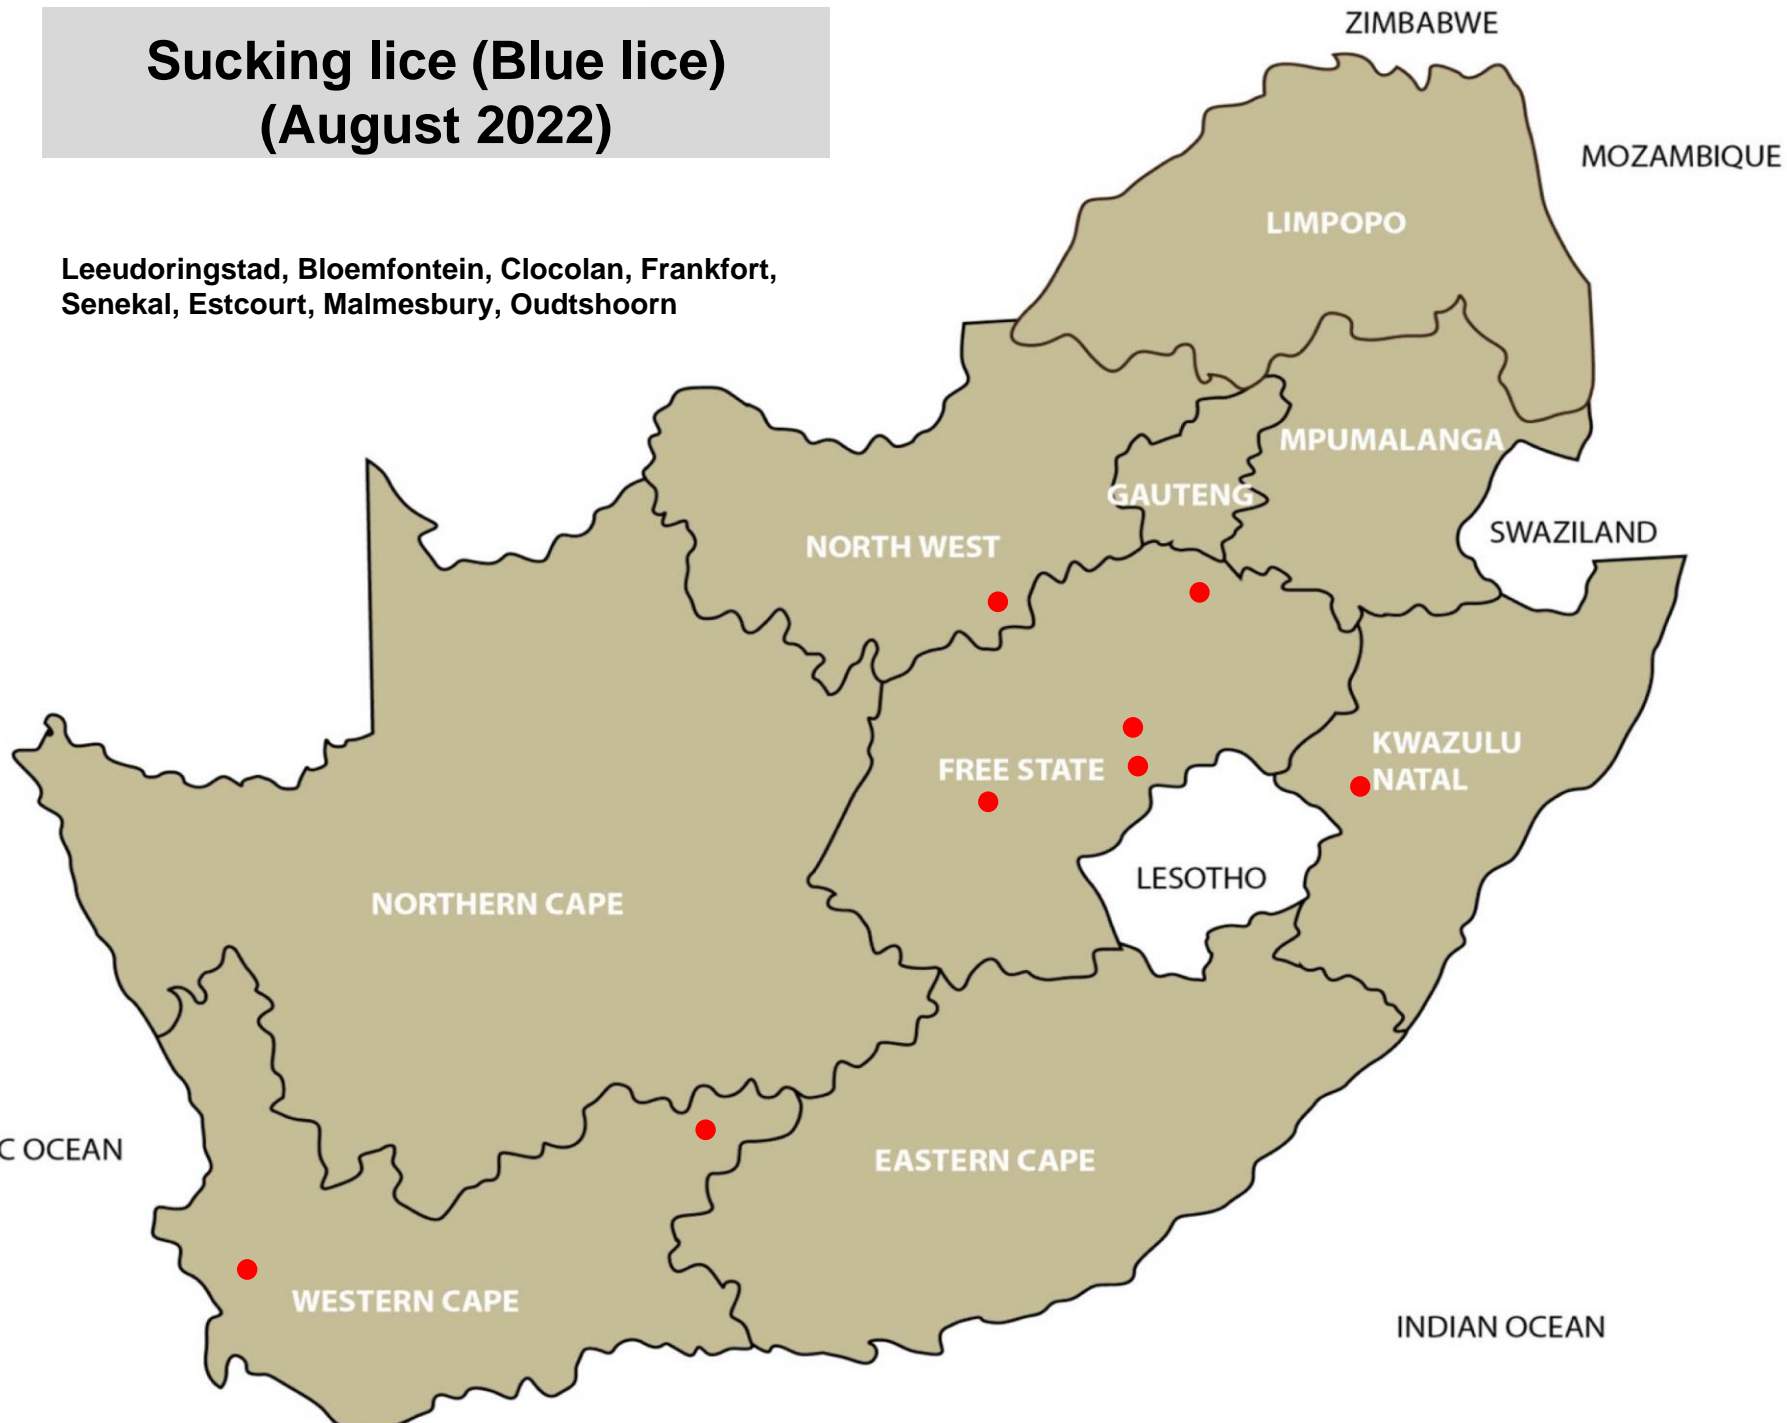 Sucking lice (Blue lice)
(August 2022)
Leeudoringstad, Bloemfontein, Clocolan, Frankfort,
Senekal, Estcourt, Malmesbury, Oudtshoorn
ZIMBABWE
MOZAMBIQUE
LIMPOPO
MPUMALANGA
GAUTENG
SWAZILAND
NORTH WEST
KWAZULU
NATAL
FREE STATE
LESOTHO
NORTHERN CAPE
C OCEAN
EASTERN CAPE
WESTERN CAPE
INDIAN OCEAN